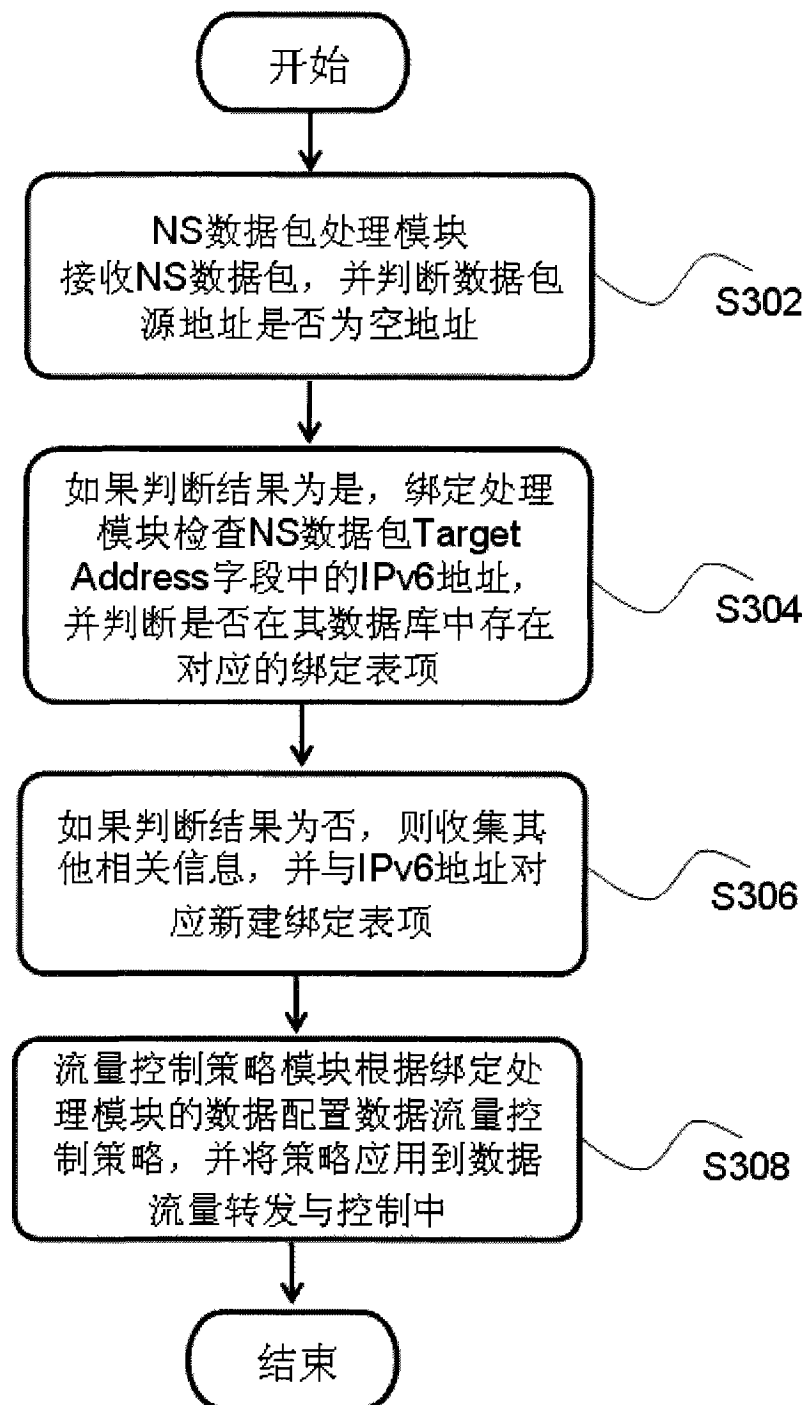 开始
NS数据包处理模块
接收NS数据包，并判断数据包
源地址是否为空地址
S302
如果判断结果为是，绑定处理
模块检查NS数据包Target
Address字段中的IPv6地址，
并判断是否在其数据库中存在
对应的绑定表项
S304
如果判断结果为否，则收集其
他相关信息，并与IPv6地址对
应新建绑定表项
S306
流量控制策略模块根据绑定处
理模块的数据配置数据流量控
制策略，并将策略应用到数据
流量转发与控制中
S308
结束